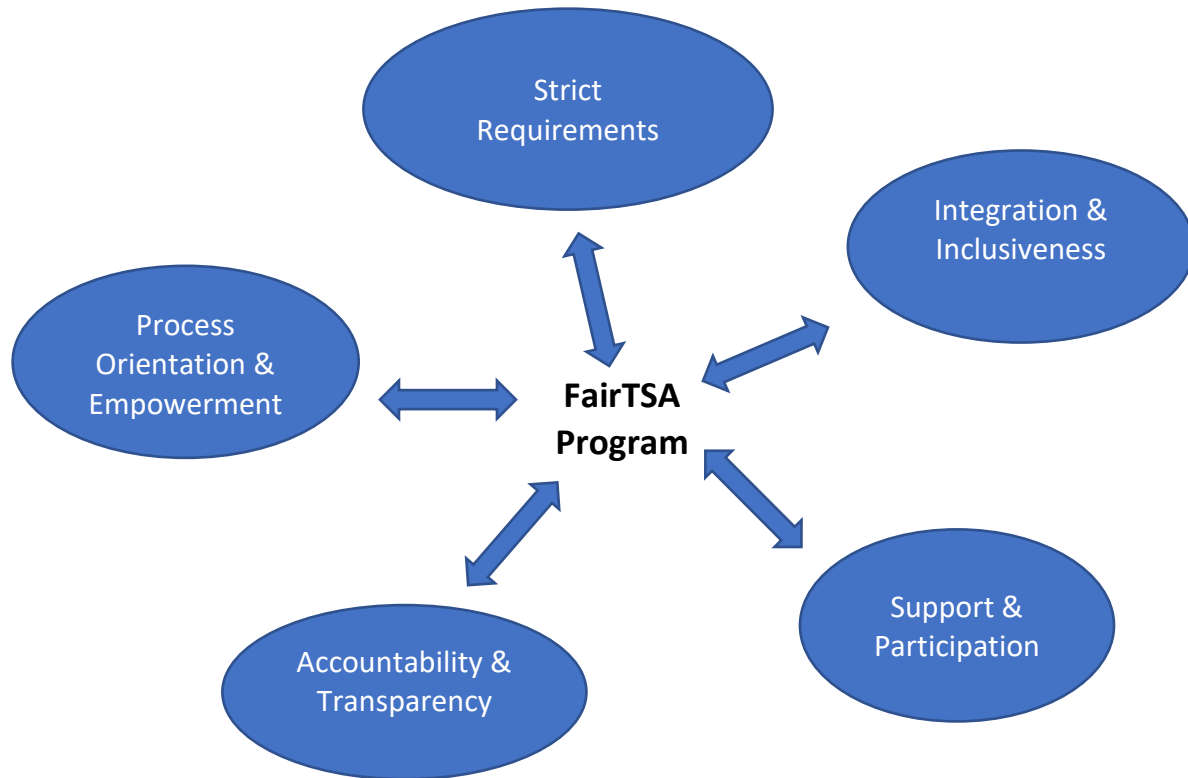 Strict
Requirements
Integration &
Inclusiveness
Process
Orientation &
Empowerment
FairTSA
Program
Support &
Participation
Accountability &
Transparency